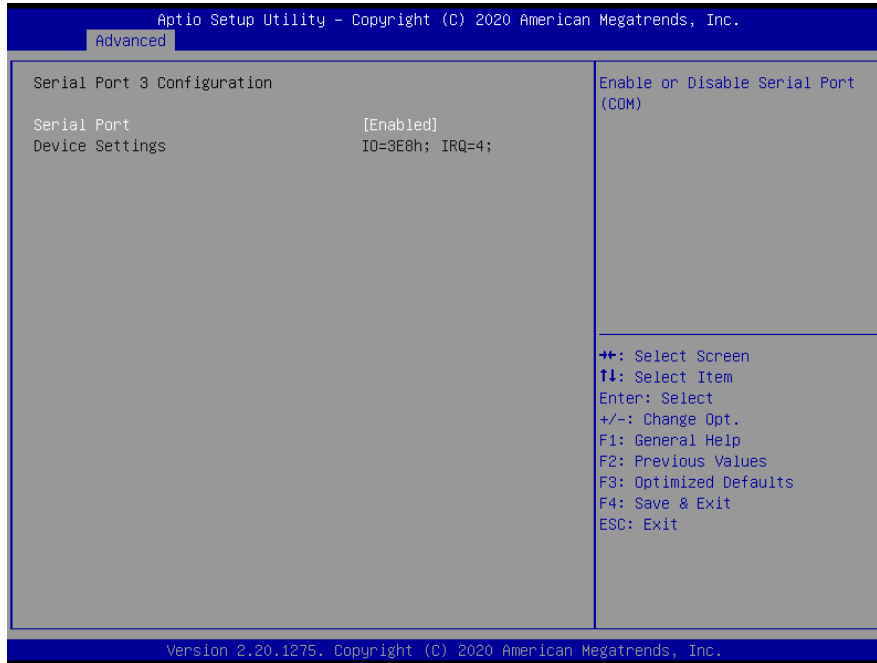 Aptio Setup Utility – Copyright (C) 2020 American Megatrends, Inc.
Advanced
Serial Port 3 Configuration
Serial Port [Enabled]
Device Settings IO=3E8h; IRQ=4;
Enable or Disable Serial Port
(COM)
→←: Select Screen
↑↓: Select Item
Enter: Select
+/-: Change Opt.
F1: General Help
F2: Previous Values
F3: Optimized Defaults
F4: Save & Exit
ESC: Exit
Version 2.20.1275. Copyright (C) 2020 American Megatrends, Inc.